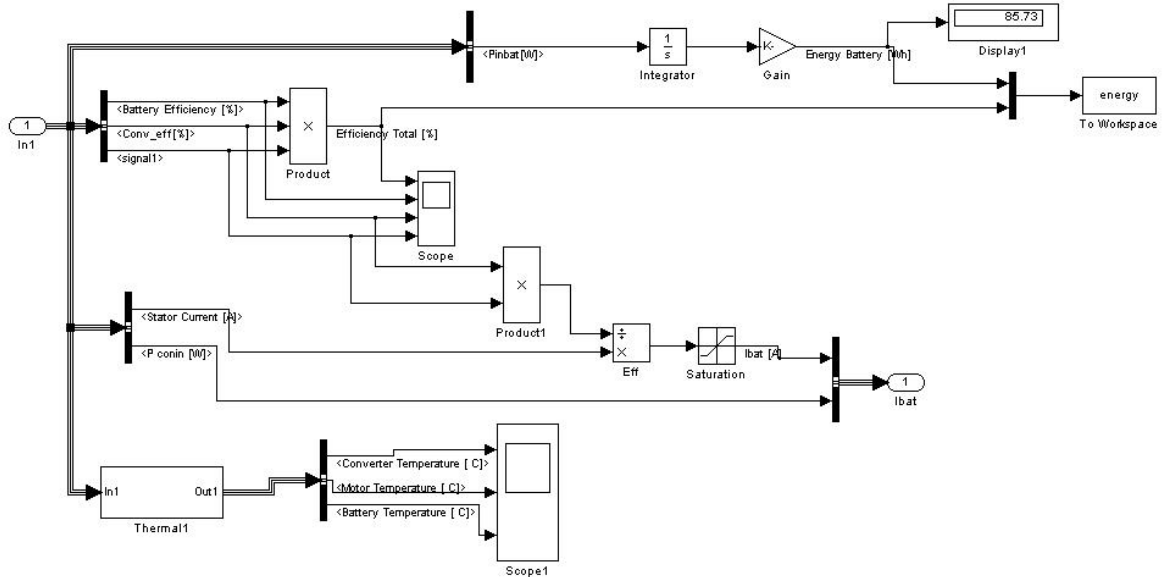 85.73
Display1
<Pinbat[W]>
1
s
Integrator
K-
Gain
Energy Battery [Wh]
energy
To Workspace
1
In1
<Battery Efficiency [%]>
<Conv_eff[%]>
<signal1>
×
Product
Efficiency Total [%]
Scope
×
Product1
<Stator Current [A]>
<P conin [W]>
÷
×
Eff
Saturation
Ibat [A]
1
Ibat
In1
Out1
Thermal1
<Converter Temperature [ C]>
<Motor Temperature [ C]>
<Battery Temperature [ C]>
Scope1